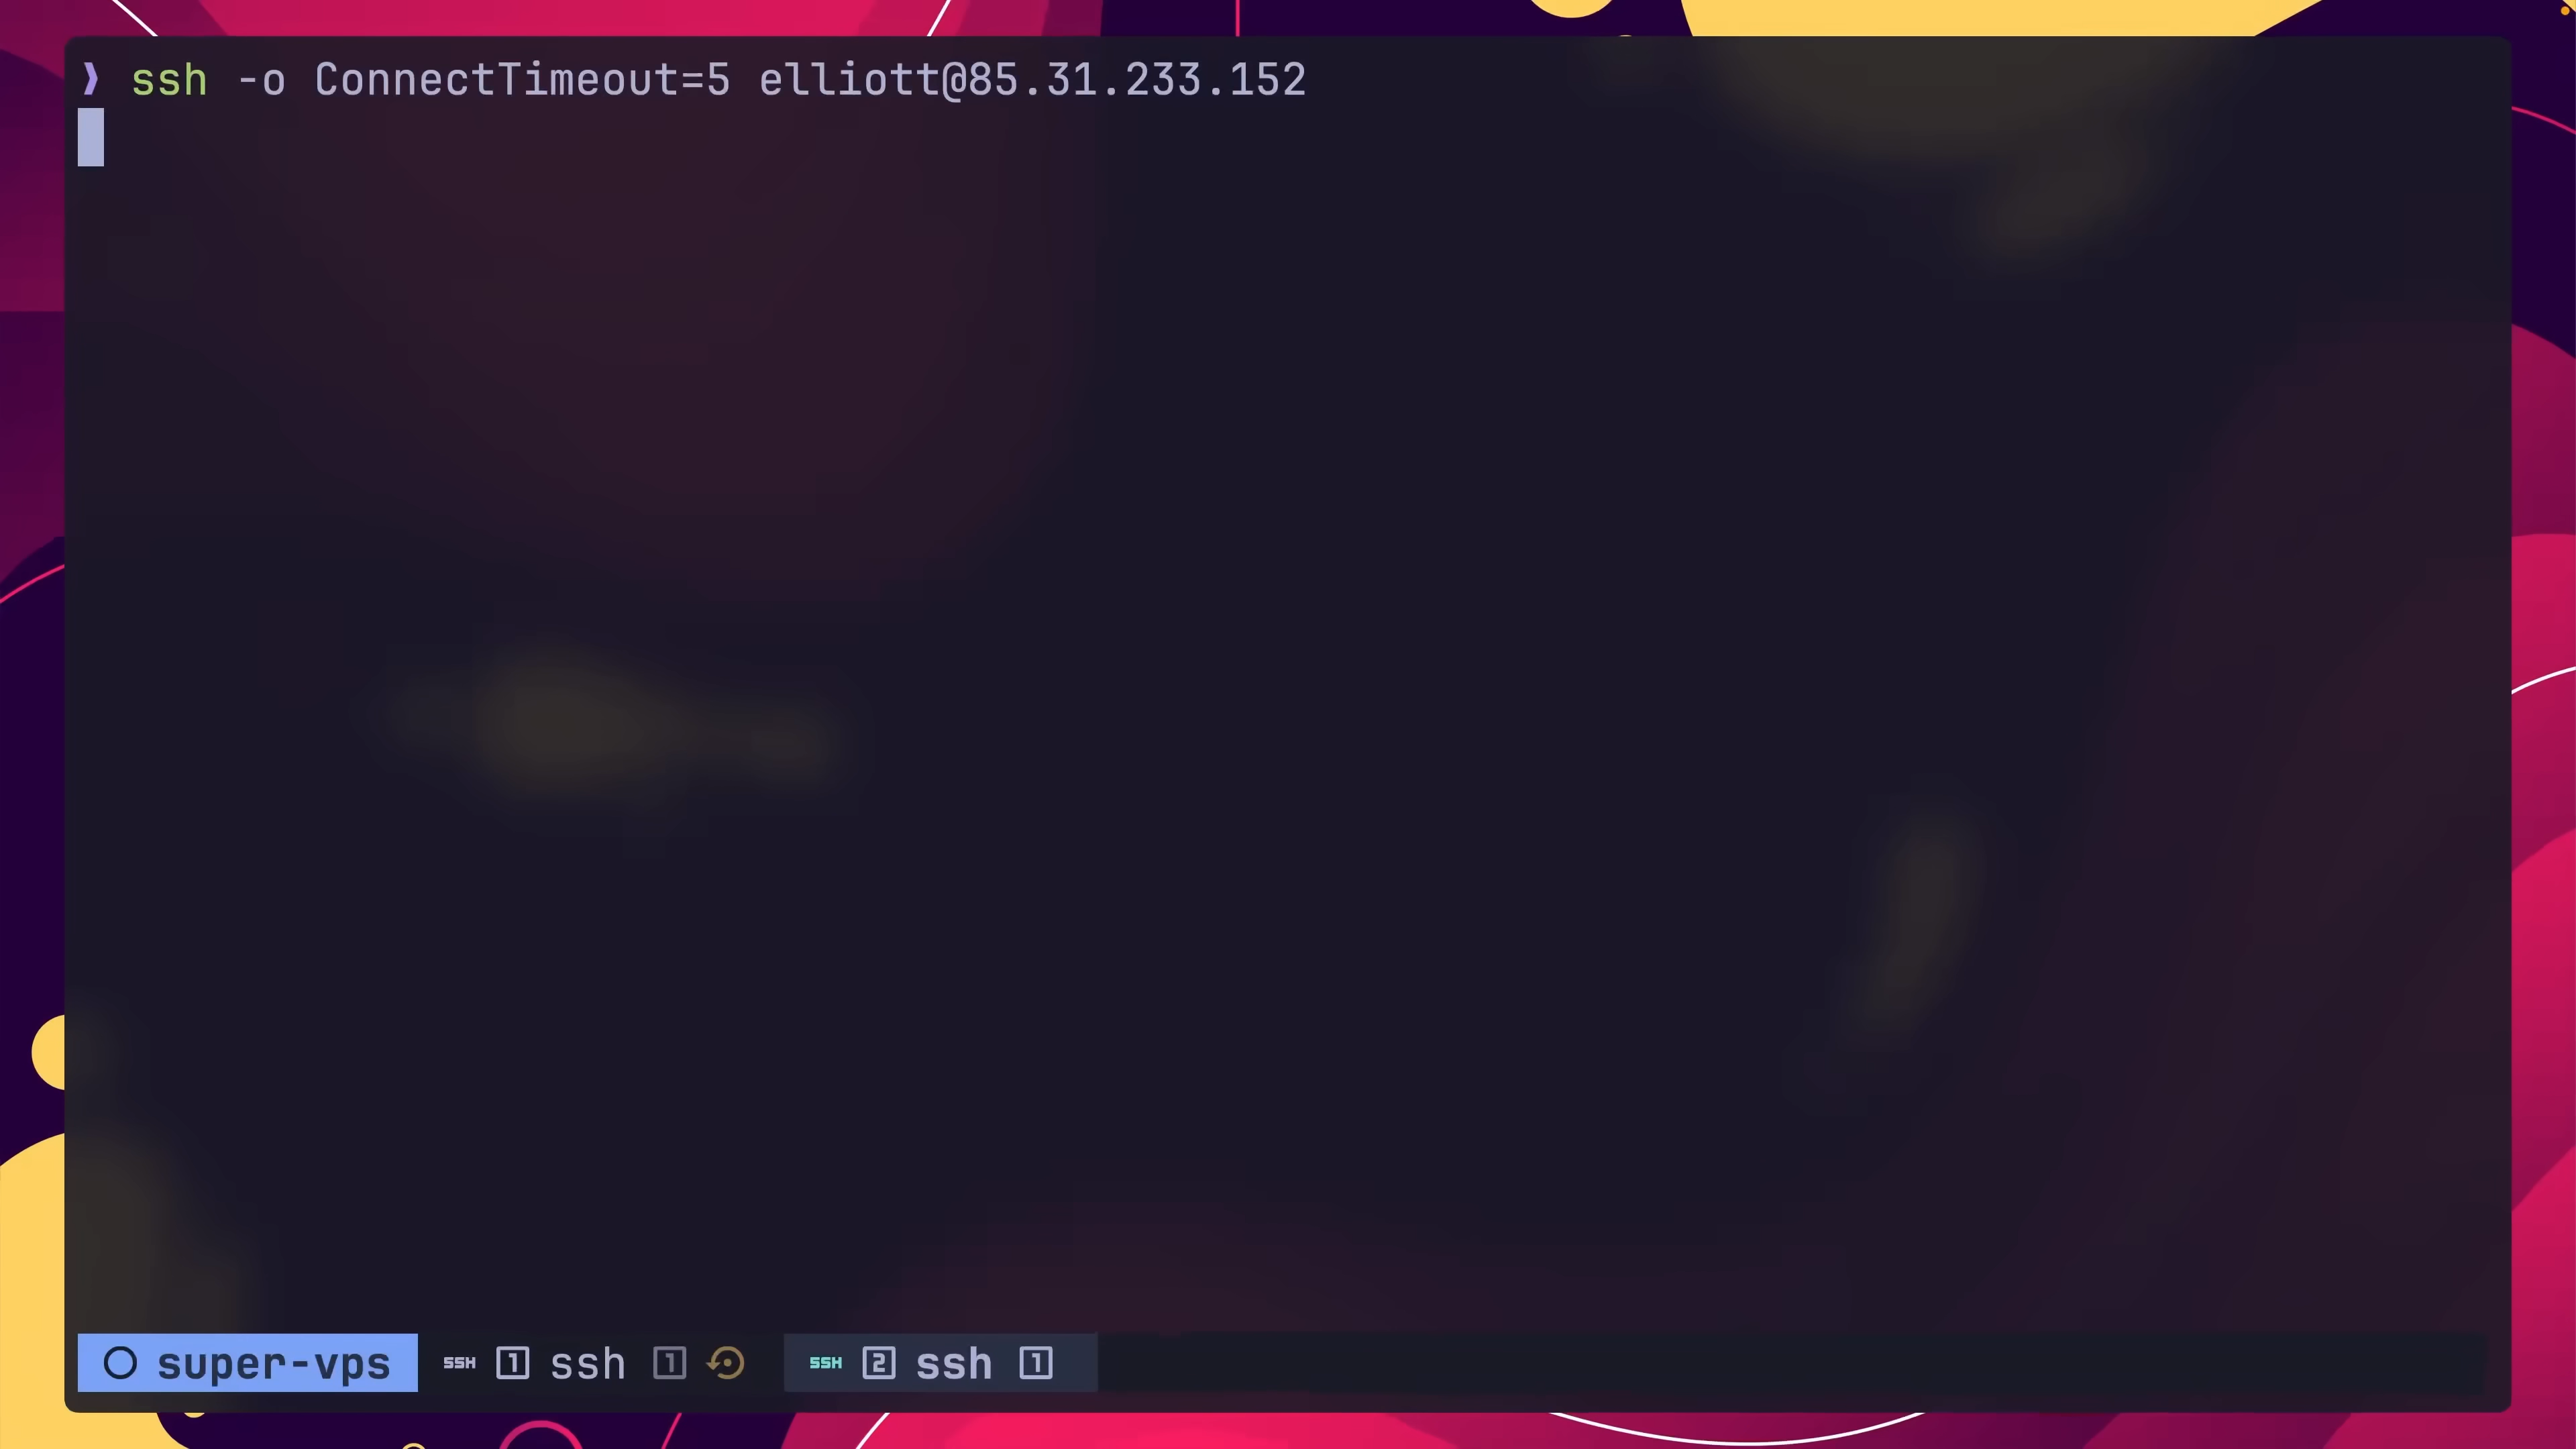 ❯ ssh -o ConnectTimeout=5 elliott@85.31.233.152
super-vps SSH 1 ssh 1 SSH 2 ssh 1